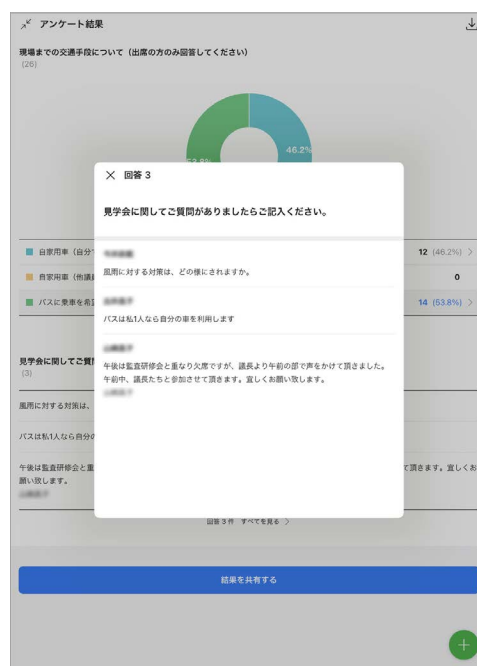 アンケート結果
現場までの交通手段について（出席の方のみ回答してください）
(26)
46.2%
53.8%
× 回答 3
見学会に関してご質問がありましたらご記入ください。
風雨に対する対策は、どの様にされますか。
バスは私1人なら自分の車を利用します
午後は監査研修会と重なり欠席ですが、議長より午前の部で声をかけて頂きました。
午前中、議長たちと参加させて頂きます。宜しくお願い致します。
自家用車（自分 12 (46.2%) >
自家用車（他議員 0
バスに乗車を希望 14 (53.8%) >
見学会に関してご質
(3)
風雨に対する対策は、
バスは私1人なら自分
午後は監査研修会と重 て頂きます。宜しくお
願い致します。
回答 3 件 すべてを見る >
結果を共有する